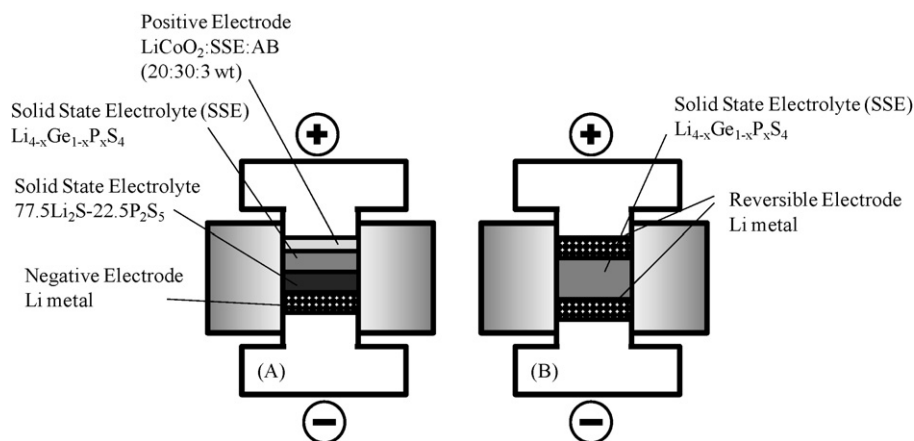 Positive Electrode
LiCoO₂:SSE:AB
(20:30:3 wt)
Solid State Electrolyte (SSE)
Li₄₋ₓGe₁₋ₓPₓS₄
Solid State Electrolyte
77.5Li₂S-22.5P₂S₅
Negative Electrode
Li metal
+
(A)
−
Solid State Electrolyte (SSE)
Li₄₋ₓGe₁₋ₓPₓS₄
Reversible Electrode
Li metal
+
(B)
−